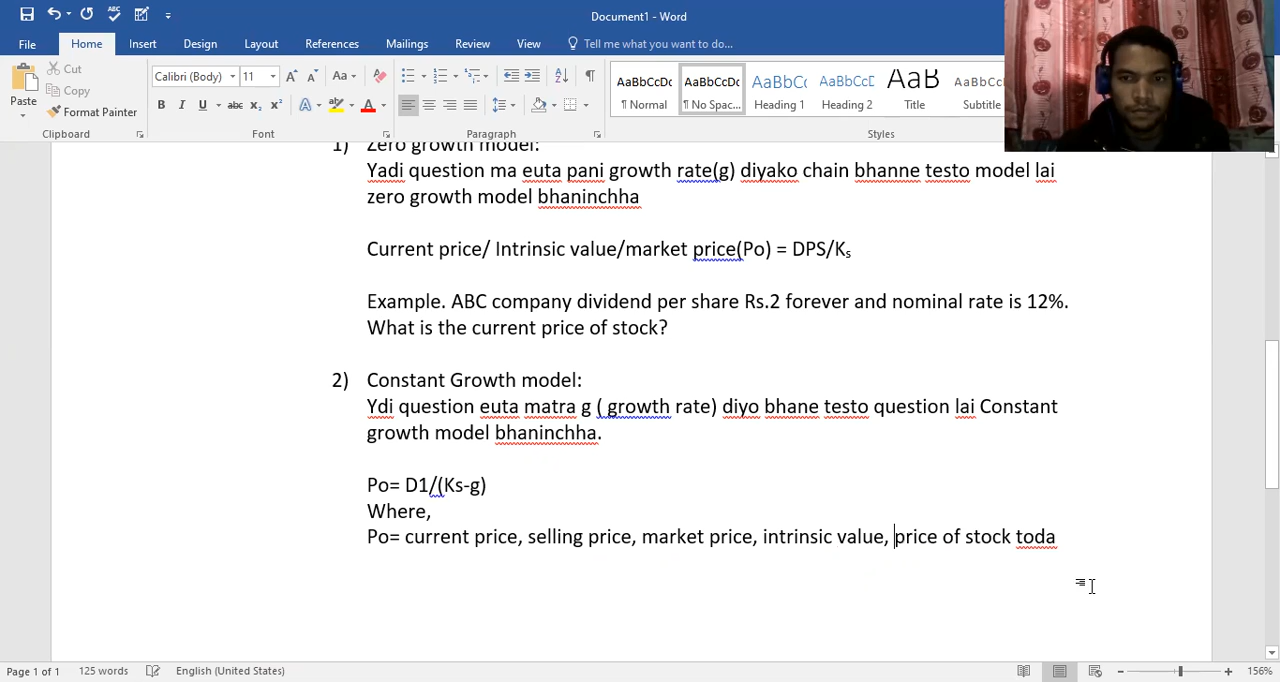 Document1 - Word
File
Home
Insert
Design
Layout
References
Mailings
Review
View
Tell me what you want to do...
Paste
Cut
Copy
Format Painter
Clipboard
Calibri (Body)
11
Font
Paragraph
AaBbCcDc
¶ Normal
AaBbCcDc
¶ No Spac...
AaBbCc
Heading 1
AaBbCcE
Heading 2
AaB
Title
AaBbCcD
Subtitle
Styles
1) Zero growth model:
Yadi question ma euta pani growth rate(g) diyako chain bhanne testo model lai
zero growth model bhaninchha
Current price/ Intrinsic value/market price(Po) = DPS/Ks
Example. ABC company dividend per share Rs.2 forever and nominal rate is 12%.
What is the current price of stock?
2) Constant Growth model:
Ydi question euta matra g ( growth rate) diyo bhane testo question lai Constant
growth model bhaninchha.
Po= D1/(Ks-g)
Where,
Po= current price, selling price, market price, intrinsic value, price of stock toda
Page 1 of 1
125 words
English (United States)
156%